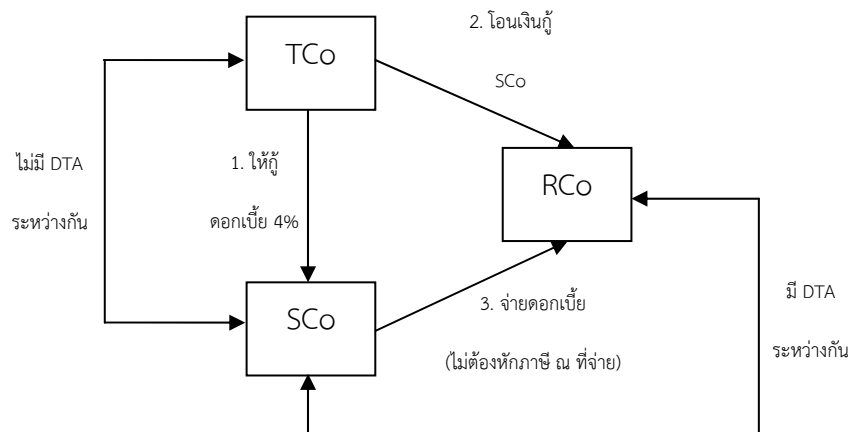 2. โอนเงินกู้
SCo
TCo
ไม่มี DTA
ระหว่างกัน
1. ให้กู้
ดอกเบี้ย 4%
RCo
SCo
3. จ่ายดอกเบี้ย
(ไม่ต้องหักภาษี ณ ที่จ่าย)
มี DTA
ระหว่างกัน